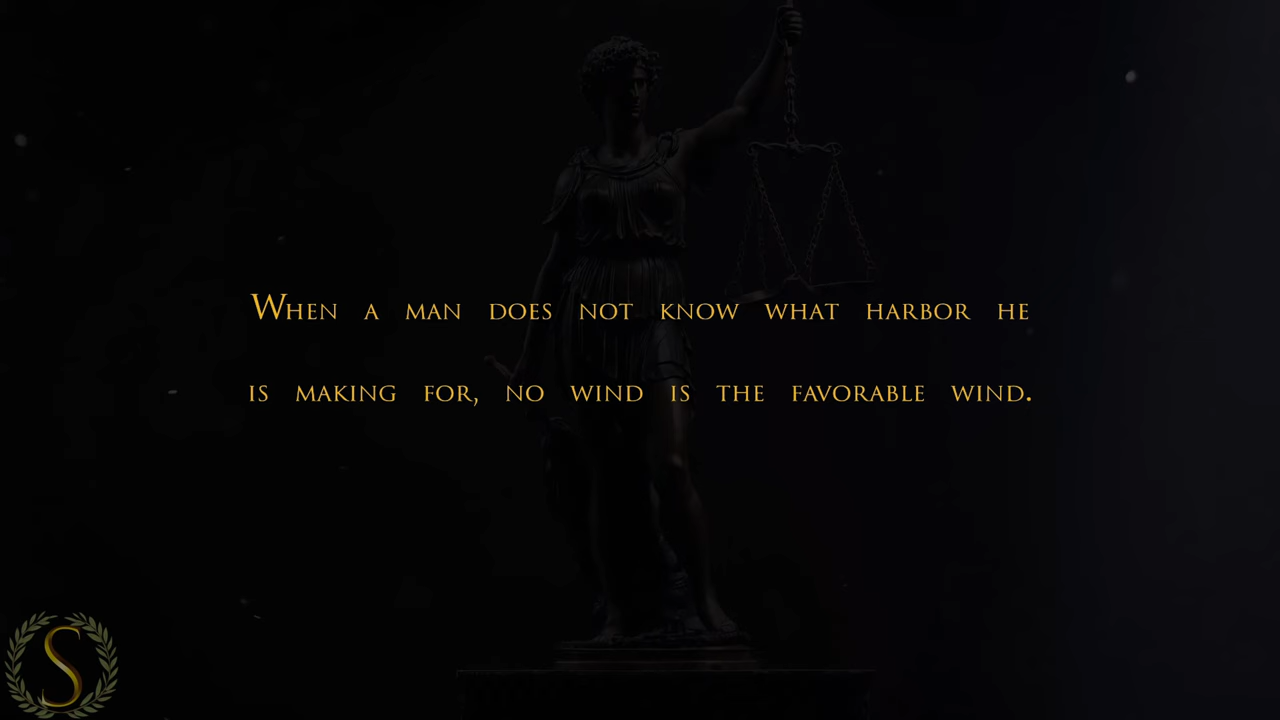 When a man does not know what harbor he
is making for, no wind is the favorable wind.
S